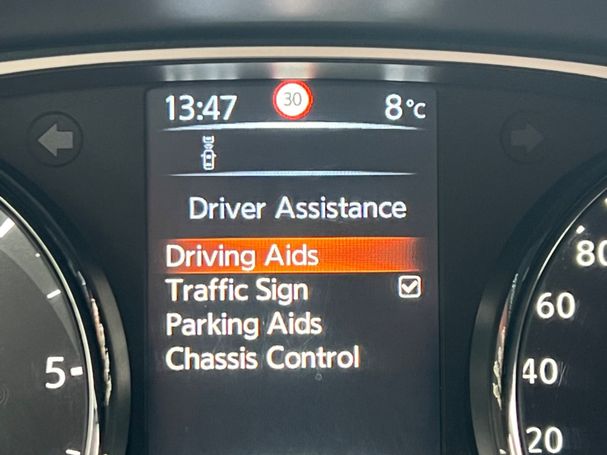 13:47 30 8°C
Driver Assistance
Driving Aids
Traffic Sign
Parking Aids
Chassis Control
80
60
5
40
20